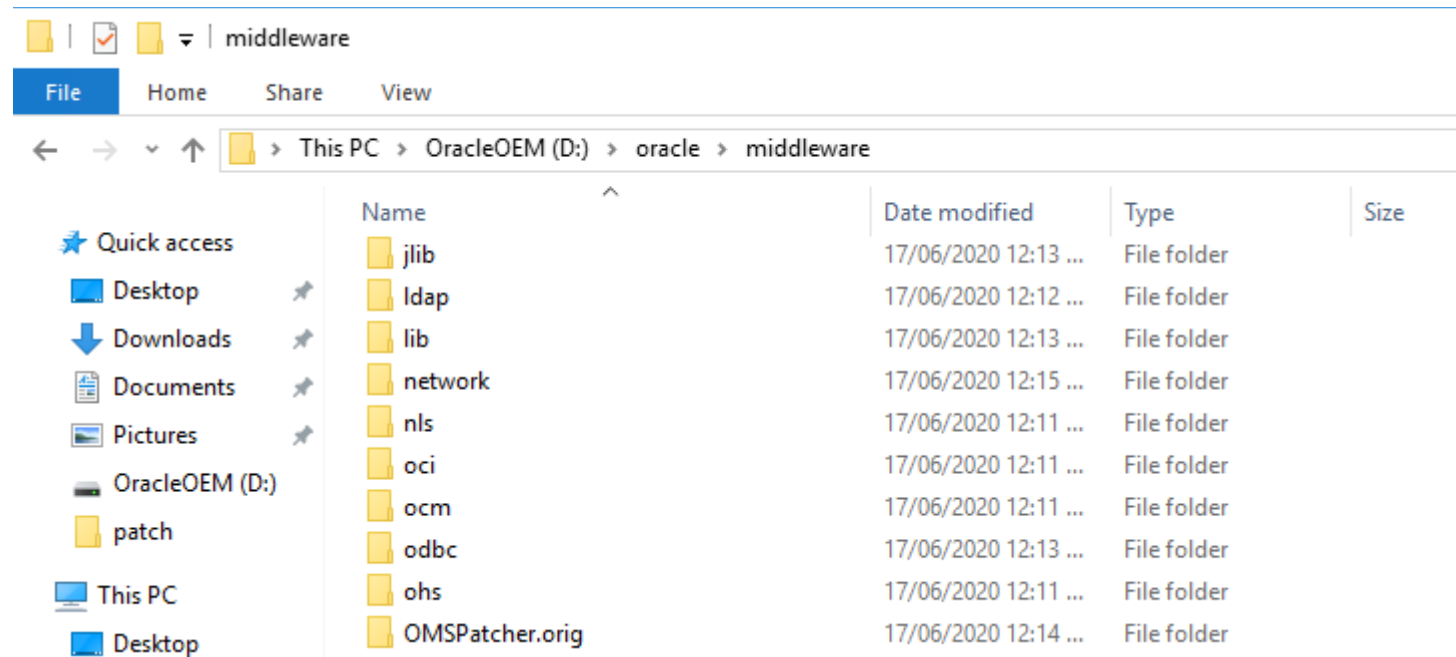 middleware
File Home Share View
This PC > OracleOEM (D:) > oracle > middleware
Name Date modified Type Size
Quick access
Desktop
Downloads
Documents
Pictures
OracleOEM (D:)
patch
This PC
Desktop
jlib 17/06/2020 12:13 ... File folder
ldap 17/06/2020 12:12 ... File folder
lib 17/06/2020 12:13 ... File folder
network 17/06/2020 12:15 ... File folder
nls 17/06/2020 12:11 ... File folder
oci 17/06/2020 12:11 ... File folder
ocm 17/06/2020 12:11 ... File folder
odbc 17/06/2020 12:13 ... File folder
ohs 17/06/2020 12:11 ... File folder
OMSPatcher.orig 17/06/2020 12:14 ... File folder